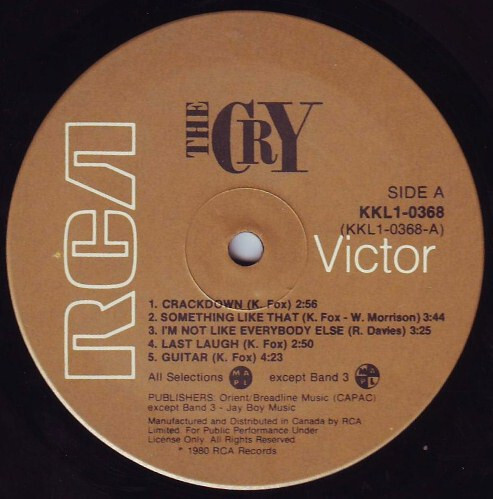 THE CRY
RCA
SIDE A
KKL1-0368
(KKL1-0368-A)
Victor
1. CRACKDOWN (K. Fox) 2:56
2. SOMETHING LIKE THAT (K. Fox - W. Morrison) 3:44
3. I'M NOT LIKE EVERYBODY ELSE (R. Davies) 3:25
4. LAST LAUGH (K. Fox) 2:50
5. GUITAR (K. Fox) 4:23
All Selections MAPL except Band 3 MAPL
PUBLISHERS. Orient/Breadline Music (CAPAC)
except Band 3 - Jay Boy Music
Manufactured and Distributed in Canada by RCA
Limited. For Public Performance Under
License Only. All Rights Reserved.
* 1980 RCA Records